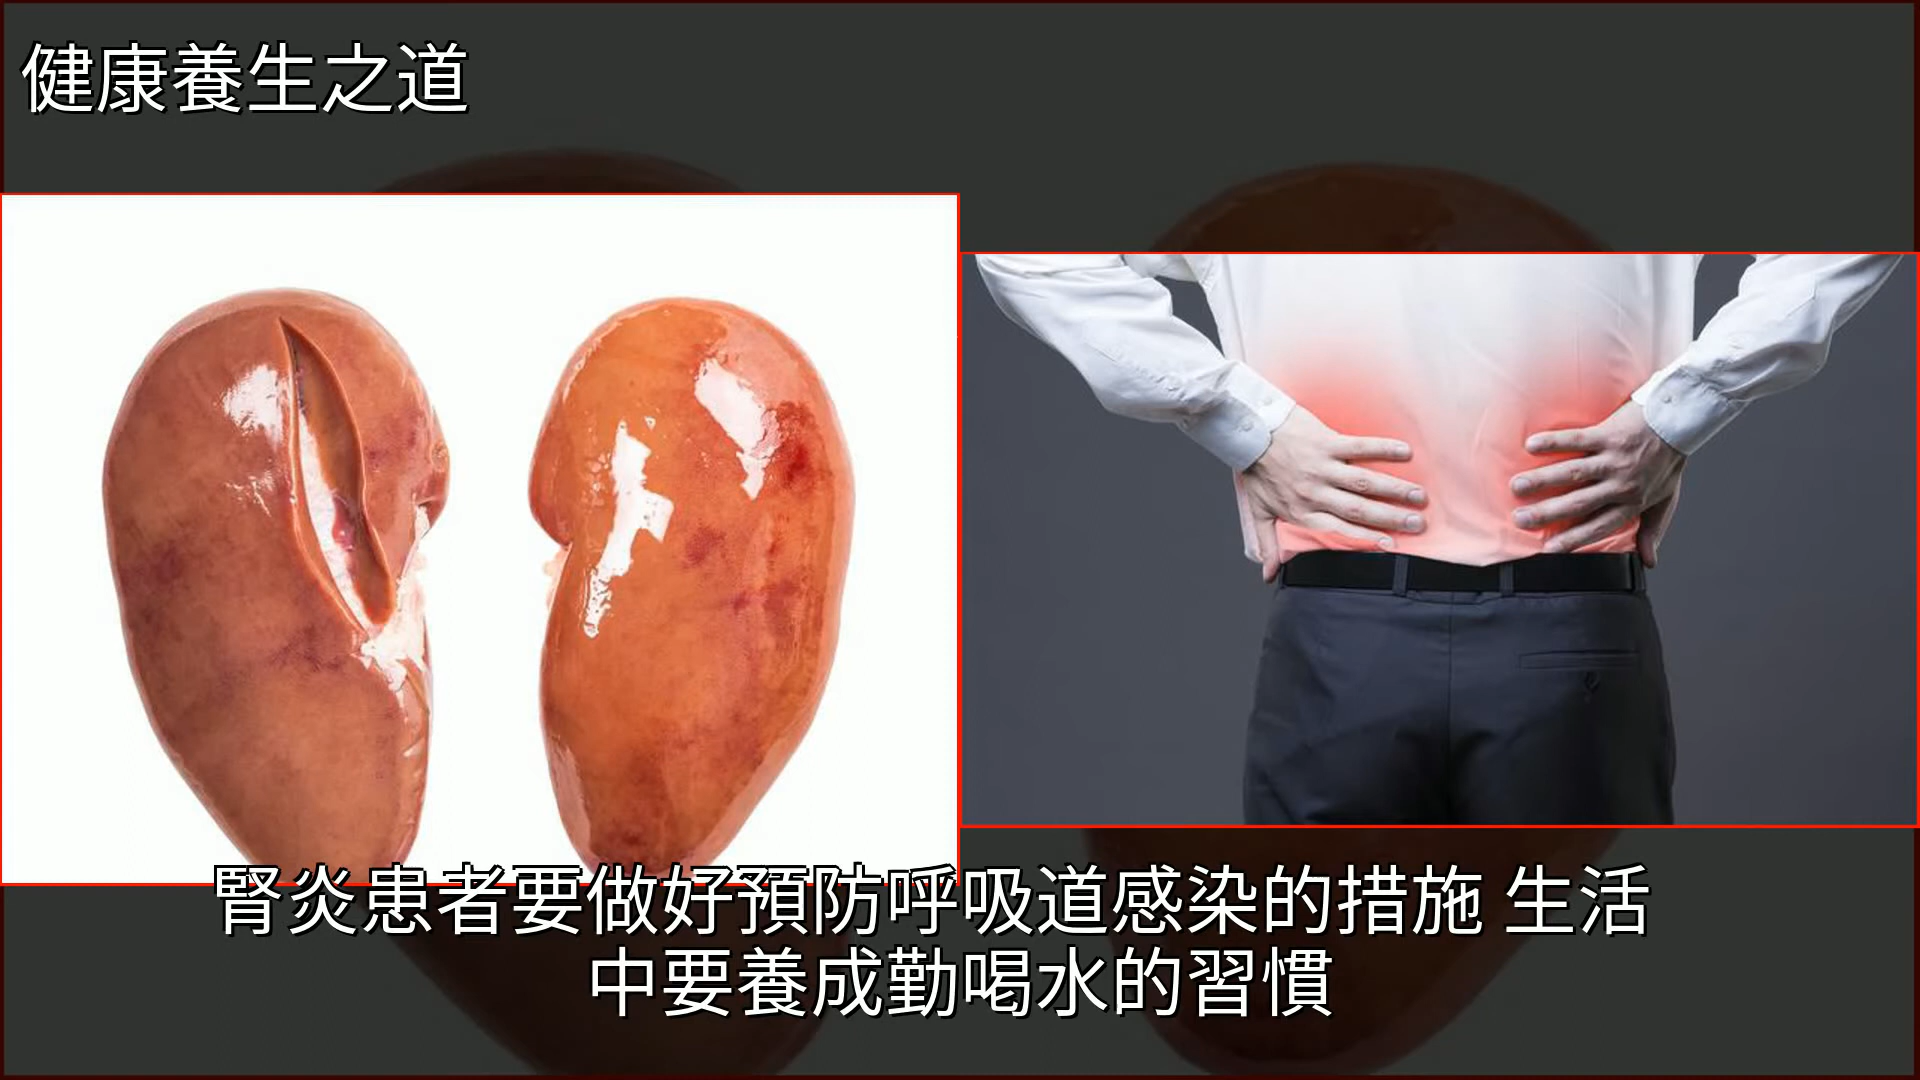 健康養生之道
腎炎患者要做好預防呼吸道感染的措施 生活
中要養成勤喝水的習慣